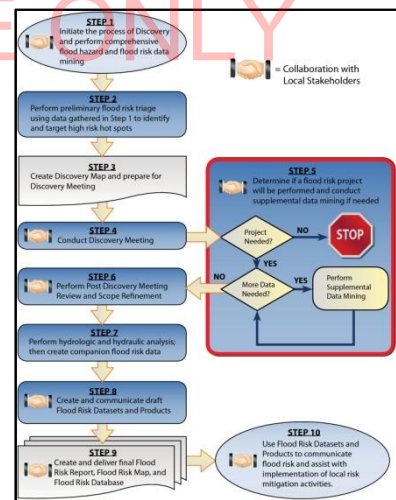 E ONLY
STEP 1
Initiate the process of Discovery
and perform comprehensive
flood hazard and flood risk data
mining
= Collaboration with
Local Stakeholders
STEP 2
Perform preliminary flood risk triage
using data gathered in Step 1 to identify
and target high risk hot spots
STEP 3
Create Discovery Map and prepare for
Discovery Meeting
STEP 4
Conduct Discovery Meeting
STEP 5
Determine if a flood risk project
will be performed and conduct
supplemental data mining if needed
Project
Needed?
NO
STOP
YES
More Data
Needed?
YES
Perform
Supplemental
Data Mining
NO
STEP 6
Perform Post Discovery Meeting
Review and Scope Refinement
STEP 7
Perform hydrologic and hydraulic analysis;
then create companion flood risk data
STEP 8
Create and communicate draft
Flood Risk Datasets and Products
STEP 9
Create and deliver final Flood
Risk Report, Flood Risk Map, and
Flood Risk Database
STEP 10
Use Flood Risk Datasets and
Products to communicate
flood risk and assist with
implementation of local risk
mitigation activities.